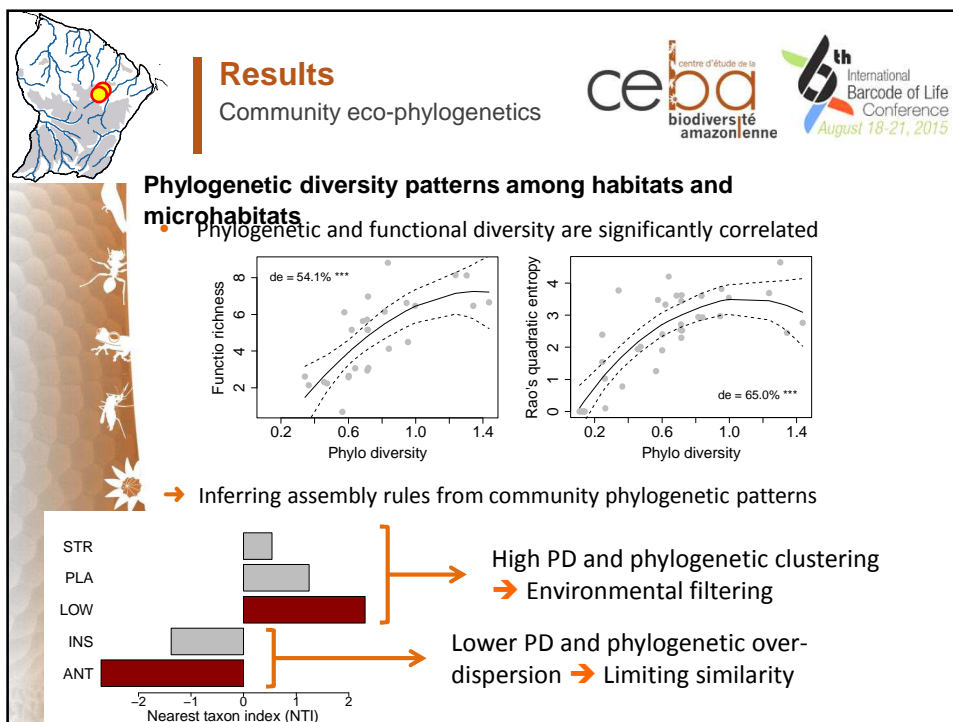 Results
Community eco-phylogenetics
ceba
centre d'étude de la
biodiversité
amazonienne
6th
International
Barcode of Life
Conference
August 18-21, 2015
Phylogenetic diversity patterns among habitats and
microhabitats
• Phylogenetic and functional diversity are significantly correlated
de = 54.1% ***
Functio richness
2 4 6 8
0.2 0.6 1.0 1.4
Phylo diversity
de = 65.0% ***
Rao's quadratic entropy
0 1 2 3 4
0.2 0.6 1.0 1.4
Phylo diversity
➔ Inferring assembly rules from community phylogenetic patterns
STR
PLA
LOW
INS
ANT
−2 −1 0 1 2
Nearest taxon index (NTI)
High PD and phylogenetic clustering
➔ Environmental filtering
Lower PD and phylogenetic over-
dispersion ➔ Limiting similarity